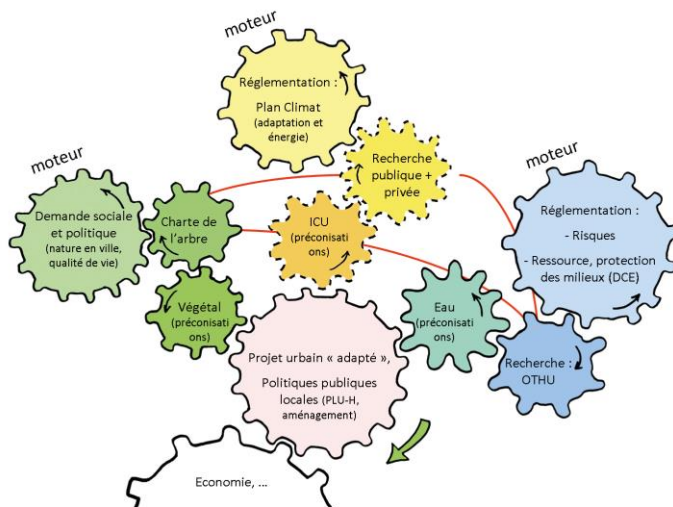 moteur
Réglementation :
Plan Climat
(adaptation et
énergie)
moteur
Demande sociale
et politique
(nature en ville,
qualité de vie)
Charte de
l'arbre
Végétal
(préconisati
ons)
ICU
(préconisati
ons)
Recherche
publique +
privée
moteur
Réglementation :
- Risques
- Ressource, protection
des milieux (DCE)
Eau
(préconisati
ons)
Recherche :
OTHU
Projet urbain « adapté »,
Politiques publiques
locales (PLU-H,
aménagement)
Economie, ...